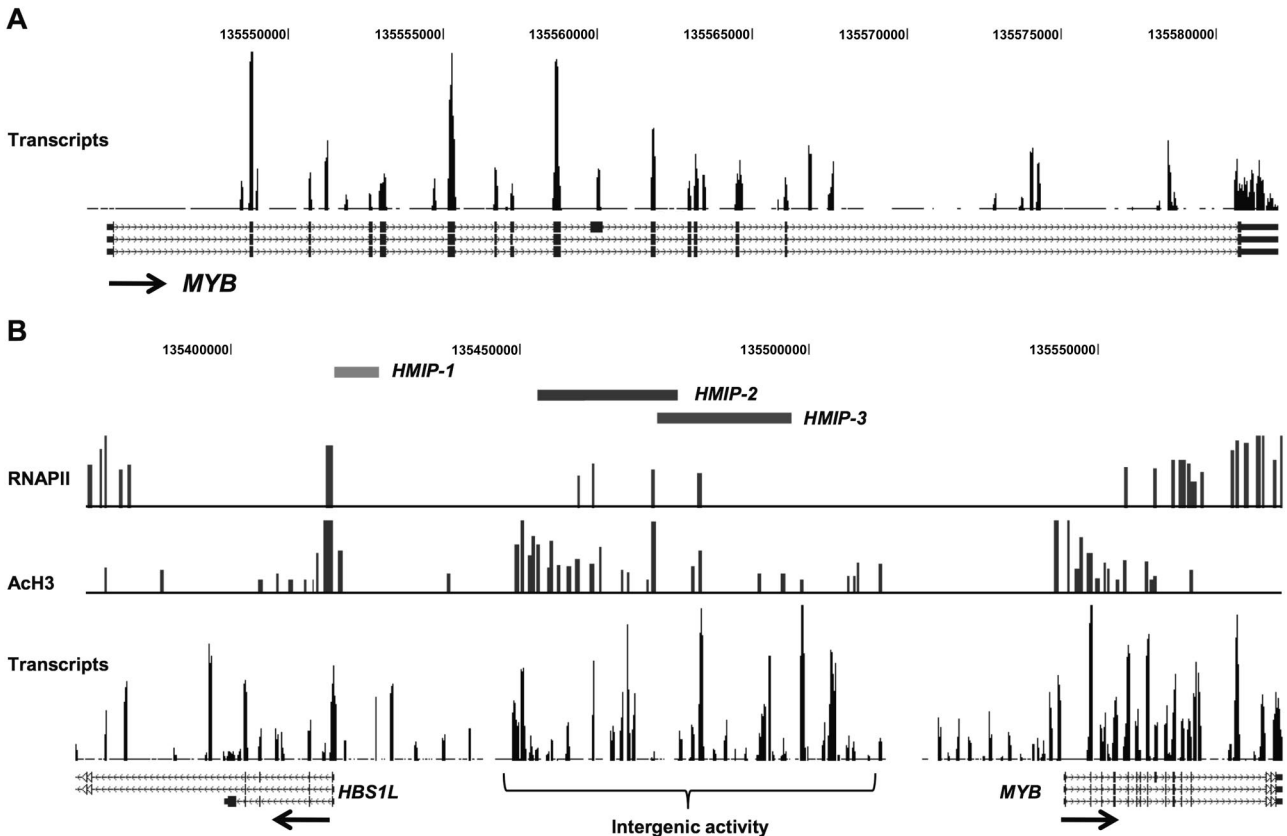 A
135550000 135555000 135560000 135565000 135570000 135575000 135580000
Transcripts
MYB
B
135400000 135450000 135500000 135550000
HMIP-1
HMIP-2
HMIP-3
RNAPII
AcH3
Transcripts
HBS1L MYB
Intergenic activity